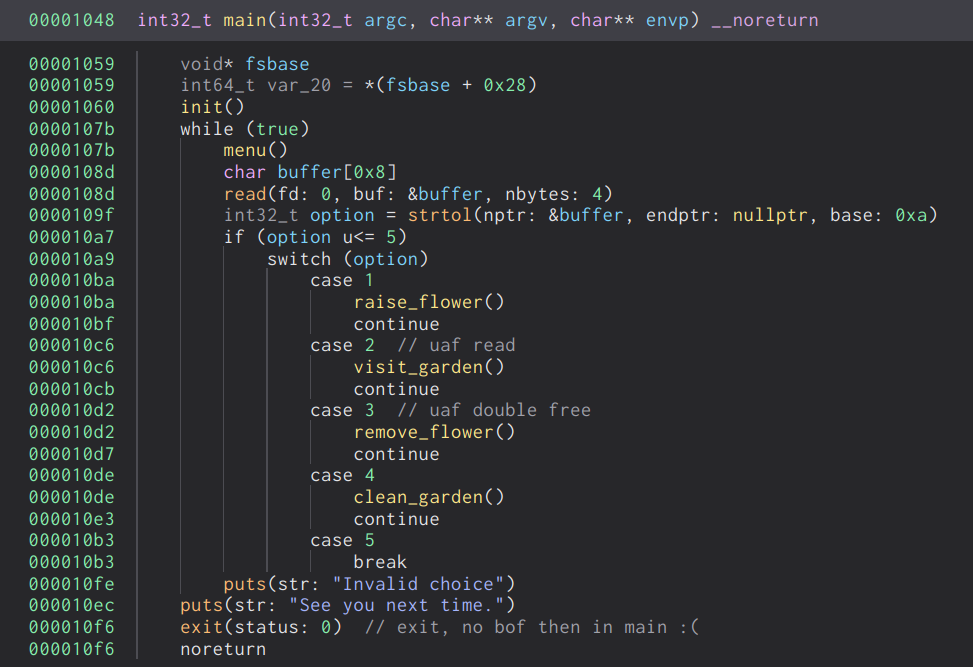 00001048 int32_t main(int32_t argc, char** argv, char** envp) __noreturn
00001059 void* fsbase
00001059 int64_t var_20 = *(fsbase + 0x28)
00001060 init()
0000107b while (true)
0000107b menu()
0000108d char buffer[0x8]
0000108d read(fd: 0, buf: &buffer, nbytes: 4)
0000109f int32_t option = strtol(nptr: &buffer, endptr: nullptr, base: 0xa)
000010a7 if (option u<= 5)
000010a9 switch (option)
000010ba case 1
000010ba raise_flower()
000010bf continue
000010c6 case 2 // uaf read
000010c6 visit_garden()
000010cb continue
000010d2 case 3 // uaf double free
000010d2 remove_flower()
000010d7 continue
000010de case 4
000010de clean_garden()
000010e3 continue
000010b3 case 5
000010b3 break
000010fe puts(str: "Invalid choice")
000010ec puts(str: "See you next time.")
000010f6 exit(status: 0) // exit, no bof then in main :(
000010f6 noreturn